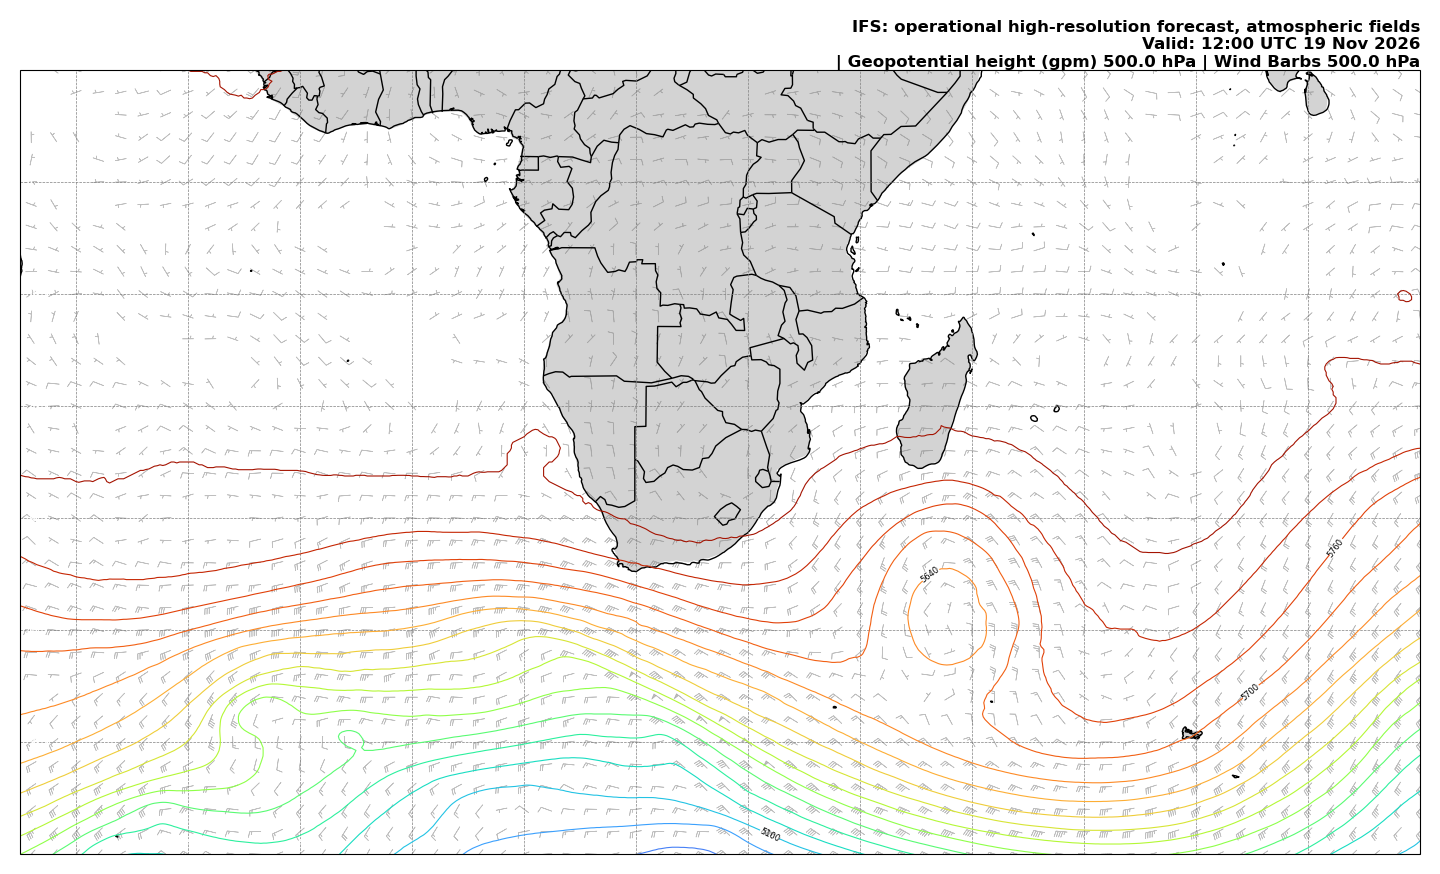 IFS: operational high-resolution forecast, atmospheric fields
Valid: 12:00 UTC 19 Nov 2026
| Geopotential height (gpm) 500.0 hPa | Wind Barbs 500.0 hPa
5760
5640
5700
5100